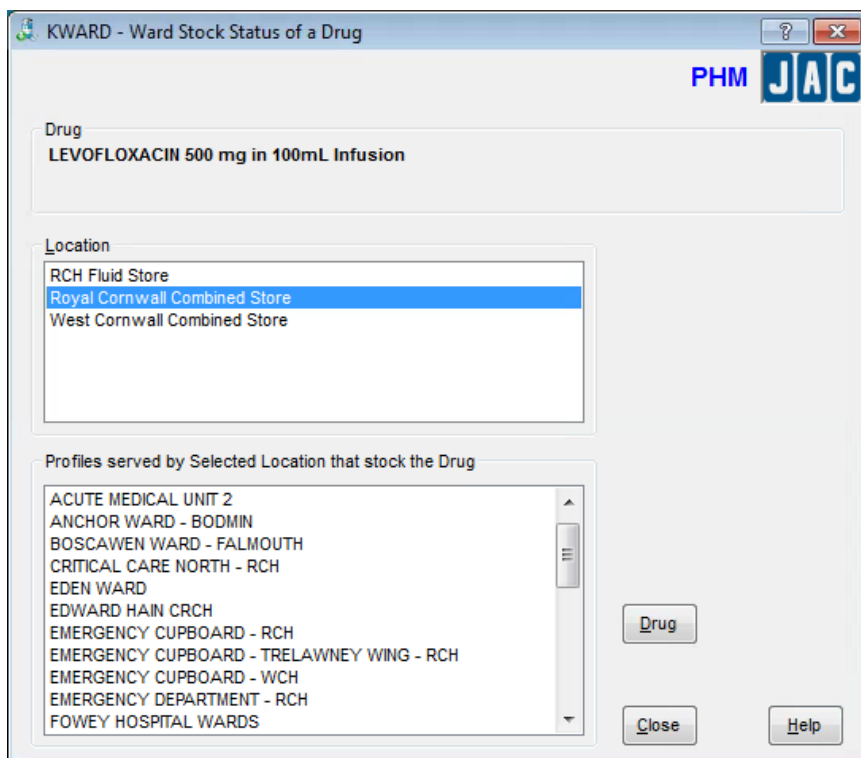 KWARD - Ward Stock Status of a Drug
?
PHM JAC
Drug
LEVOFLOXACIN 500 mg in 100mL Infusion
Location
RCH Fluid Store
Royal Cornwall Combined Store
West Cornwall Combined Store
Profiles served by Selected Location that stock the Drug
ACUTE MEDICAL UNIT 2
ANCHOR WARD - BODMIN
BOSCAWEN WARD - FALMOUTH
CRITICAL CARE NORTH - RCH
EDEN WARD
EDWARD HAIN CRCH
EMERGENCY CUPBOARD - RCH
EMERGENCY CUPBOARD - TRELAWNEY WING - RCH
EMERGENCY CUPBOARD - WCH
EMERGENCY DEPARTMENT - RCH
FOWEY HOSPITAL WARDS
Drug
Close
Help